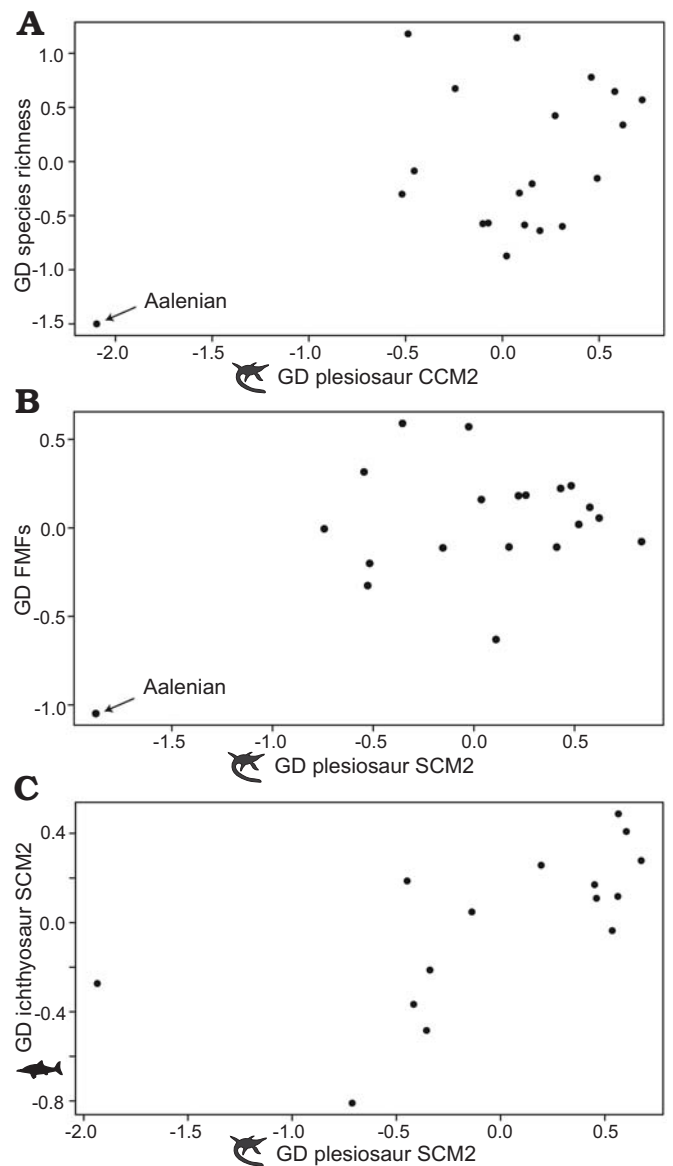 A
GD species richness
1.0
0.5
0.0
-0.5
-1.0
-1.5
Aalenian
-2.0 -1.5 -1.0 -0.5 0.0 0.5
GD plesiosaur CCM2
B
GD FMFs
0.5
0.0
-0.5
-1.0
Aalenian
-1.5 -1.0 -0.5 0.0 0.5
GD plesiosaur SCM2
C
GD ichthyosaur SCM2
0.4
0.0
-0.4
-0.8
-2.0 -1.5 -1.0 -0.5 0.0 0.5
GD plesiosaur SCM2